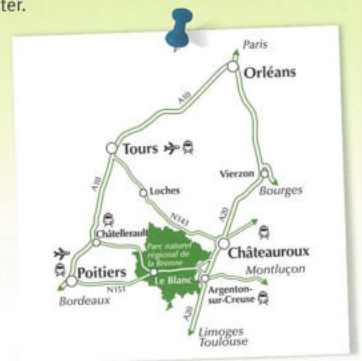 ter.
Paris
Orléans
A10
Tours
Vierzon
Bourges
A10
Loches
N143
A20
Châtellerault
Parc naturel
régional de
la Brenne
Châteauroux
Montluçon
Poitiers
Le Blanc
Argenton-
sur-Creuse
N151
Bordeaux
A20
Limoges
Toulouse